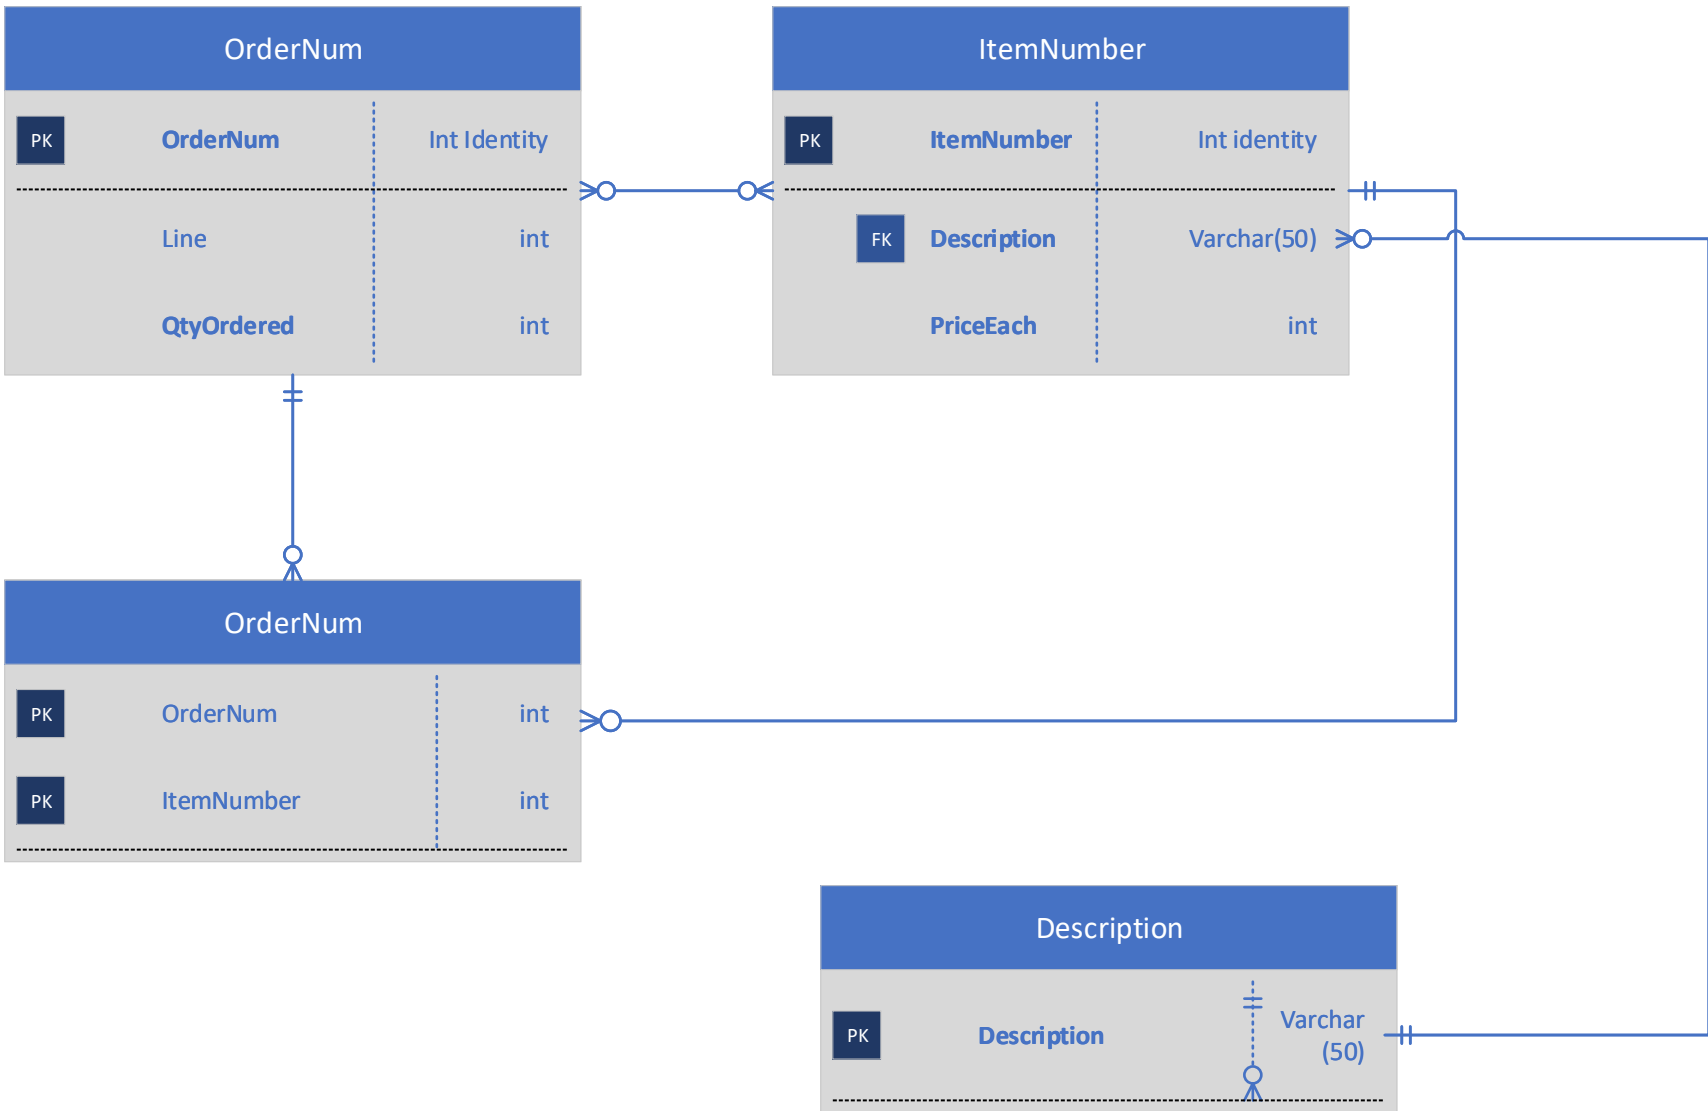 OrderNum
PK OrderNum Int Identity
Line int
QtyOrdered int
ItemNumber
PK ItemNumber Int identity
FK Description Varchar(50)
PriceEach int
OrderNum
PK OrderNum int
PK ItemNumber int
Description
PK Description Varchar
(50)